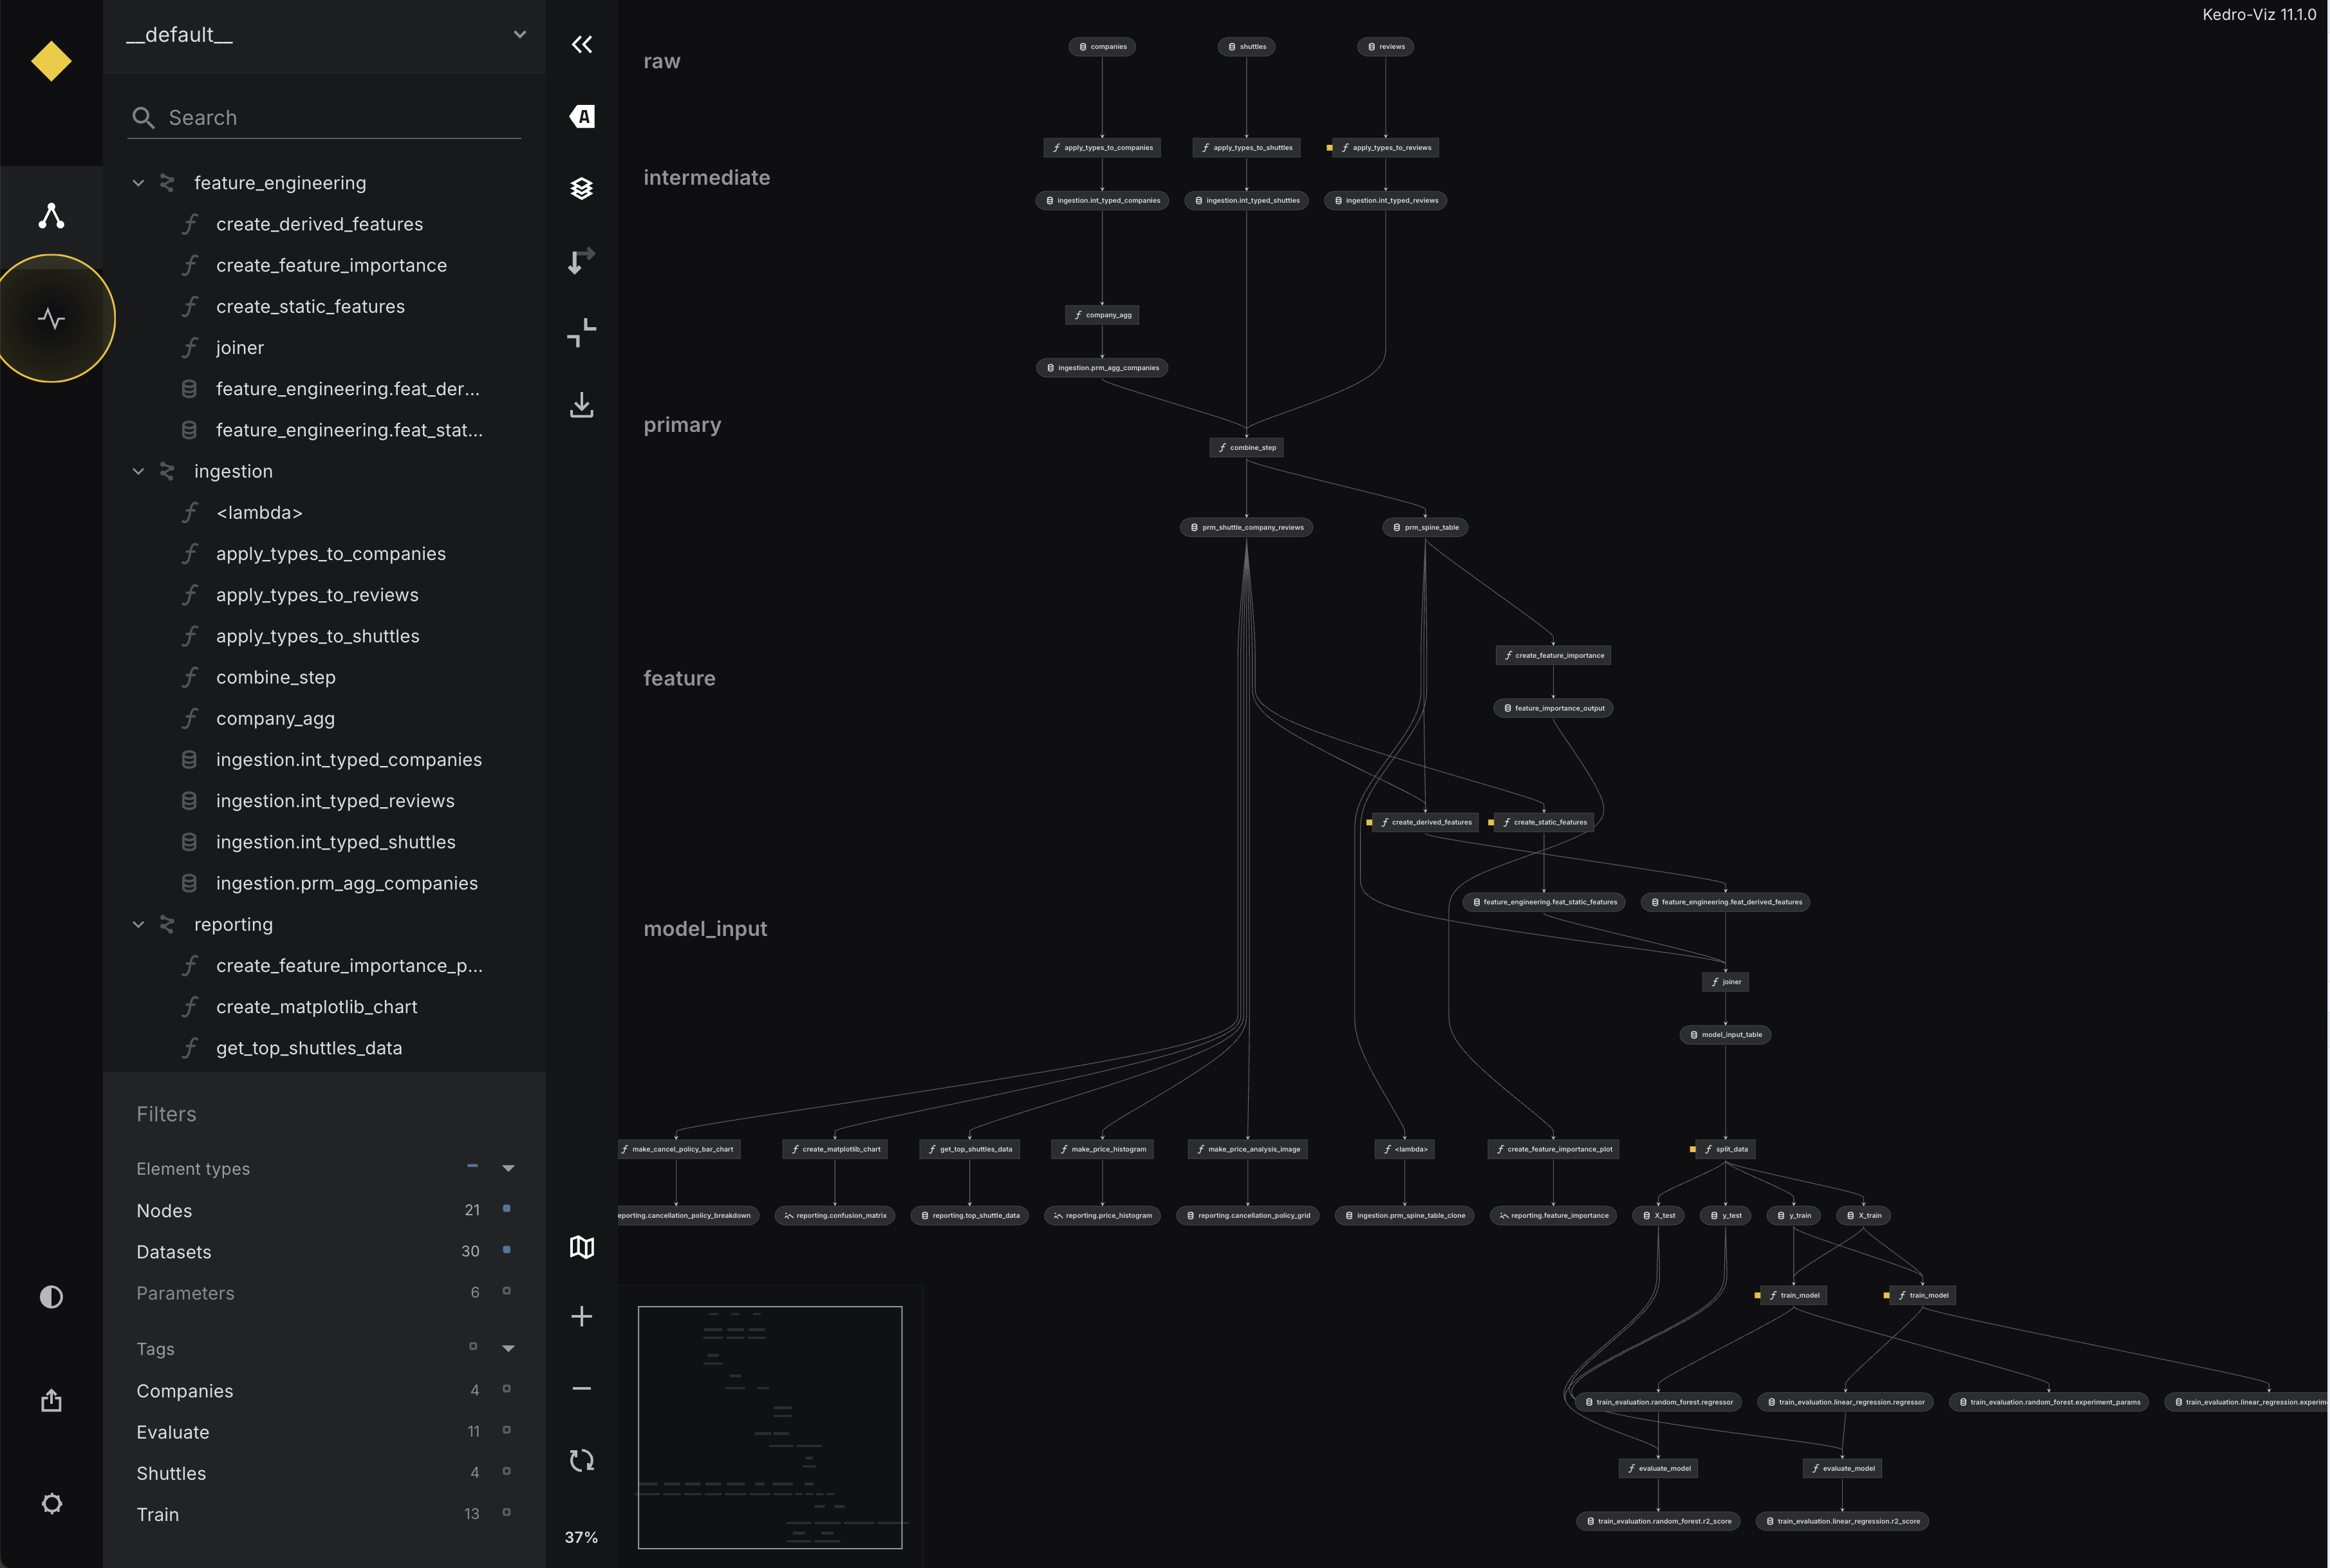 Kedro-Viz 11.1.0
__default__
Search
feature_engineering
create_derived_features
create_feature_importance
create_static_features
joiner
feature_engineering.feat_der...
feature_engineering.feat_stat...
ingestion
<lambda>
apply_types_to_companies
apply_types_to_reviews
apply_types_to_shuttles
combine_step
company_agg
ingestion.int_typed_companies
ingestion.int_typed_reviews
ingestion.int_typed_shuttles
ingestion.prm_agg_companies
reporting
create_feature_importance_p...
create_matplotlib_chart
get_top_shuttles_data
Filters
Element types
Nodes 21
Datasets 30
Parameters 6
Tags
Companies 4
Evaluate 11
Shuttles 4
Train 13
A
37%
raw
intermediate
primary
feature
model_input
companies shuttles reviews
apply_types_to_companies apply_types_to_shuttles apply_types_to_reviews
ingestion.int_typed_companies ingestion.int_typed_shuttles ingestion.int_typed_reviews
company_agg
ingestion.prm_agg_companies
combine_step
prm_shuttle_company_reviews prm_spine_table
create_feature_importance
feature_importance_output
create_derived_features create_static_features
feature_engineering.feat_static_features feature_engineering.feat_derived_features
joiner
model_input_table
make_cancel_policy_bar_chart create_matplotlib_chart get_top_shuttles_data make_price_histogram make_price_analysis_image <lambda> create_feature_importance_plot split_data
eporting.cancellation_policy_breakdown reporting.confusion_matrix reporting.top_shuttle_data reporting.price_histogram reporting.cancellation_policy_grid ingestion.prm_spine_table_clone reporting.feature_importance X_test y_test y_train X_train
train_model train_model
train_evaluation.random_forest.regressor train_evaluation.linear_regression.regressor train_evaluation.random_forest.experiment_params train_evaluation.linear_regression.experim
evaluate_model evaluate_model
train_evaluation.random_forest.r2_score train_evaluation.linear_regression.r2_score